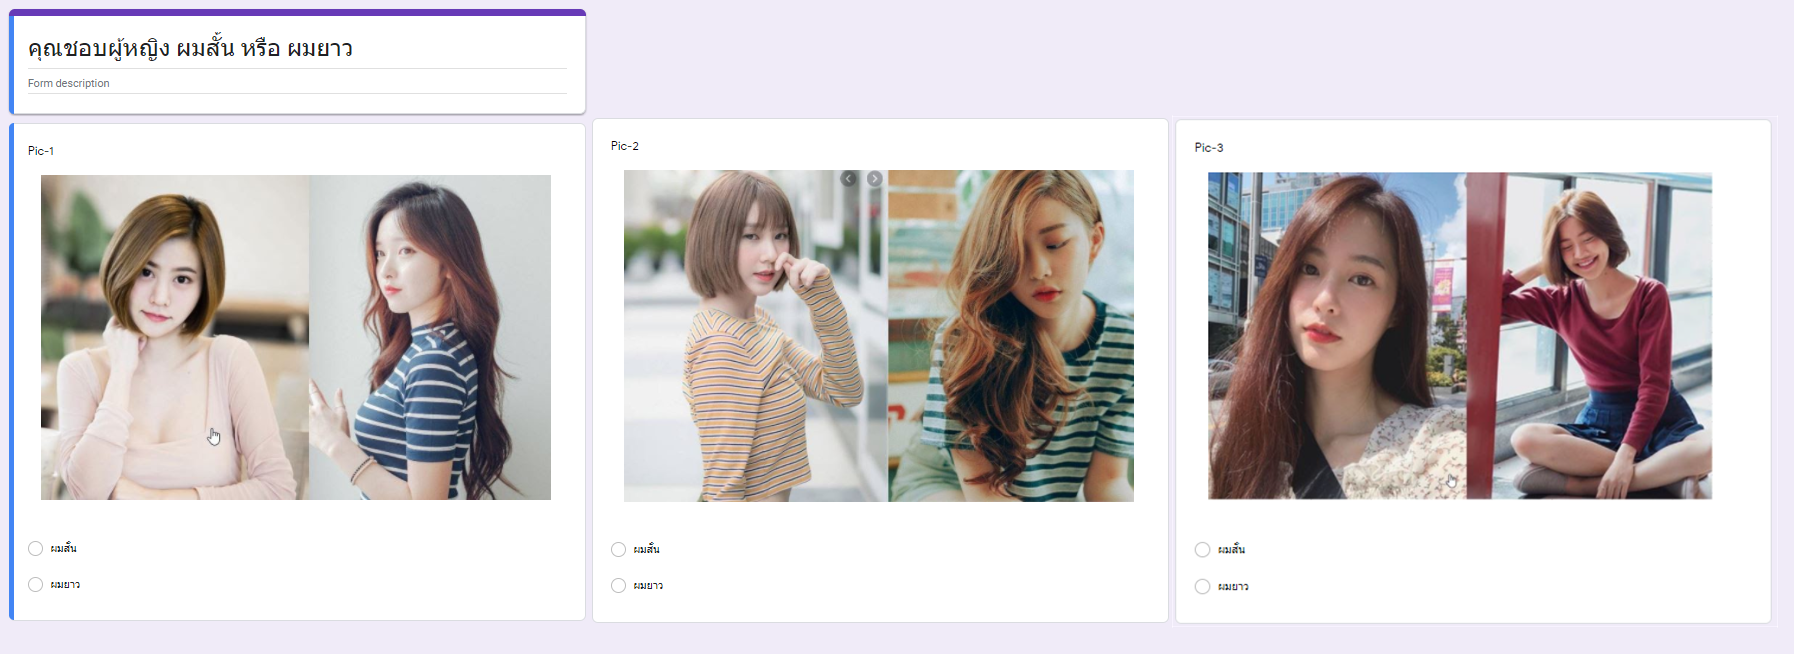 คุณชอบผู้หญิง ผมสั้น หรือ ผมยาว
Form description
Pic-1
ผมสั้น
ผมยาว
Pic-2
ผมสั้น
ผมยาว
Pic-3
ผมสั้น
ผมยาว